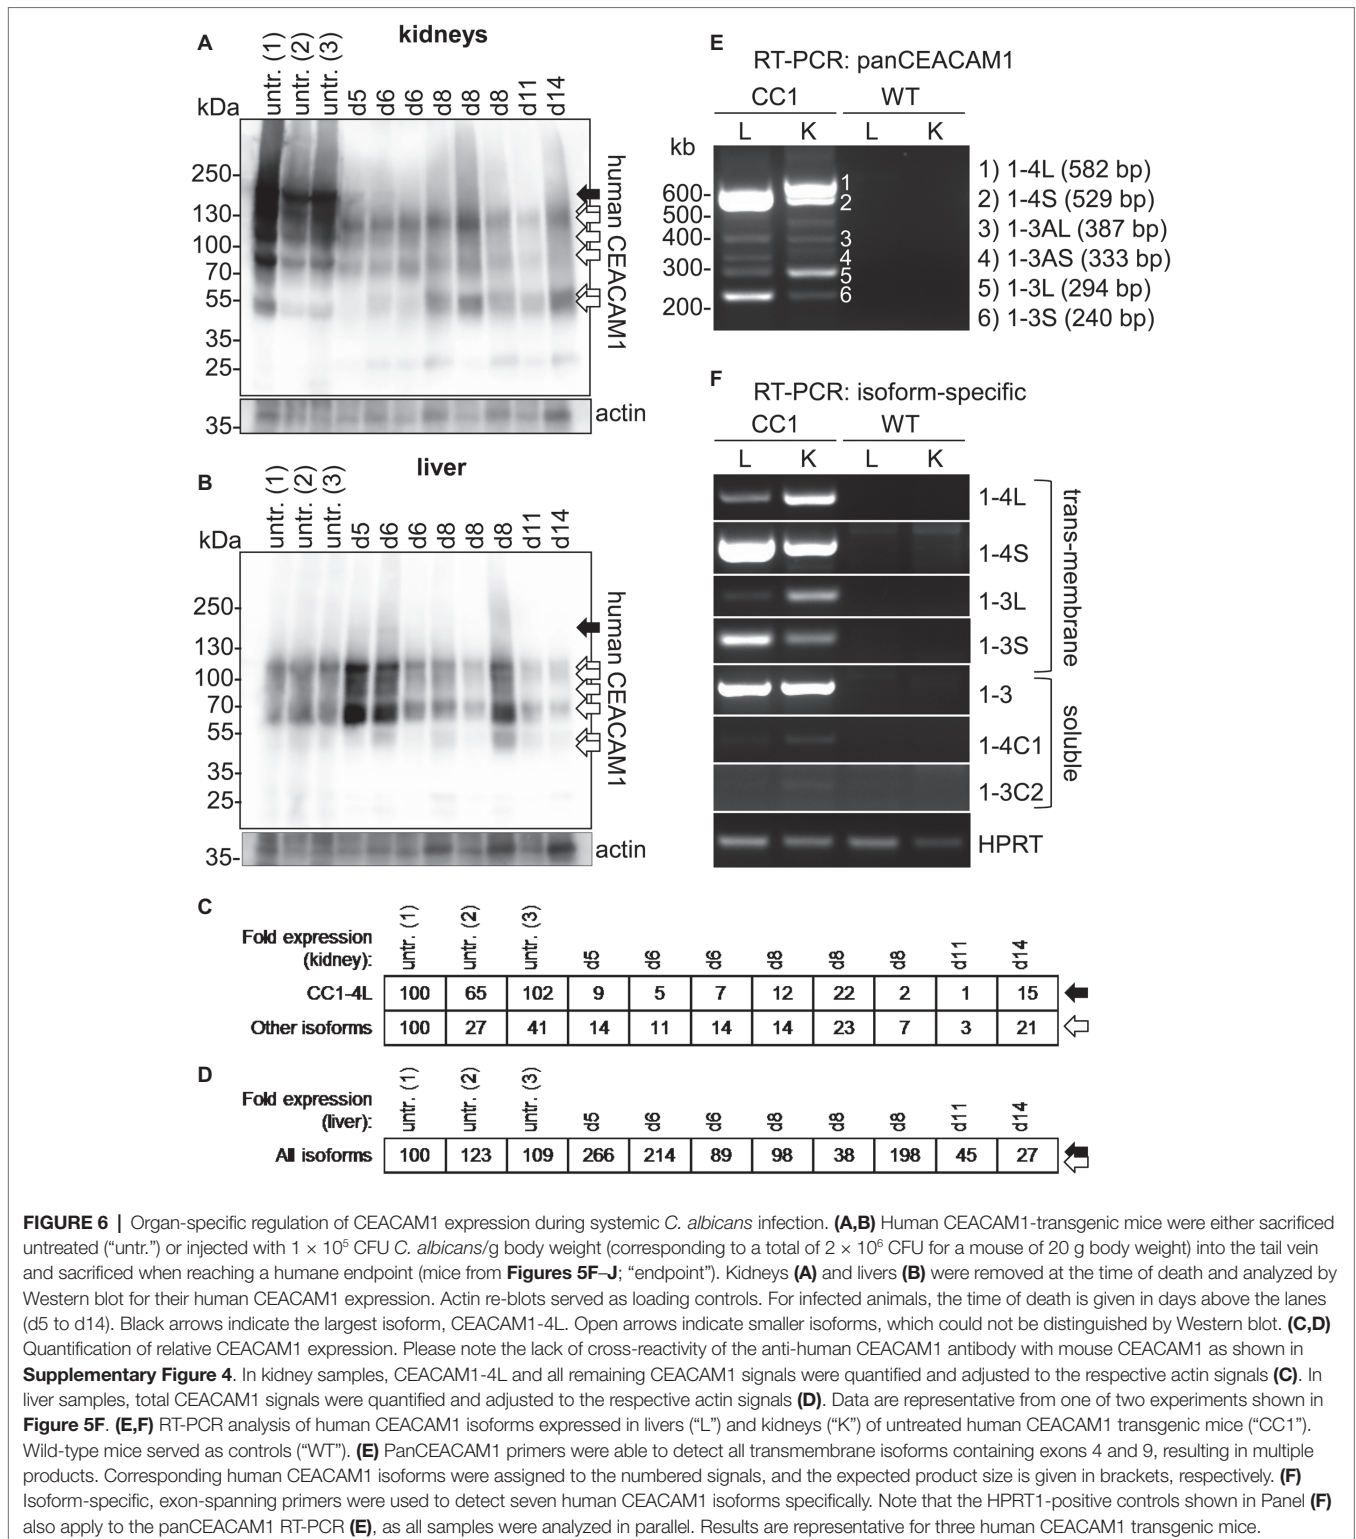 A
kidneys
kDa
untr. (1)
untr. (2)
untr. (3)
d5
d6
d6
d8
d8
d8
d11
d14
250-
130-
100-
70-
55-
35-
25-
human CEACAM1
35-
actin
B
liver
kDa
untr. (1)
untr. (2)
untr. (3)
d5
d6
d6
d8
d8
d8
d11
d14
250-
130-
100-
70-
55-
35-
25-
human CEACAM1
35-
actin
E
RT-PCR: panCEACAM1
CC1 WT
L K L K
kb
600-
500-
400-
300-
200-
1
2
3
4
5
6
1) 1-4L (582 bp)
2) 1-4S (529 bp)
3) 1-3AL (387 bp)
4) 1-3AS (333 bp)
5) 1-3L (294 bp)
6) 1-3S (240 bp)
F
RT-PCR: isoform-specific
CC1 WT
L K L K
1-4L
1-4S
1-3L
1-3S
trans-membrane
1-3
1-4C1
1-3C2
soluble
HPRT
C
Fold expression
(kidney):
untr. (1) untr. (2) untr. (3) d5 d6 d6 d8 d8 d8 d11 d14
CC1-4L 100 65 102 9 5 7 12 22 2 1 15
Other isoforms 100 27 41 14 11 14 14 23 7 3 21
D
Fold expression
(liver):
untr. (1) untr. (2) untr. (3) d5 d6 d6 d8 d8 d8 d11 d14
All isoforms 100 123 109 266 214 89 98 38 198 45 27
FIGURE 6 | Organ-specific regulation of CEACAM1 expression during systemic C. albicans infection. (A,B) Human CEACAM1-transgenic mice were either sacrificed
untreated (“untr.”) or injected with 1 × 10⁵ CFU C. albicans/g body weight (corresponding to a total of 2 × 10⁶ CFU for a mouse of 20 g body weight) into the tail vein
and sacrificed when reaching a humane endpoint (mice from Figures 5F–J; “endpoint”). Kidneys (A) and livers (B) were removed at the time of death and analyzed by
Western blot for their human CEACAM1 expression. Actin re-blots served as loading controls. For infected animals, the time of death is given in days above the lanes
(d5 to d14). Black arrows indicate the largest isoform, CEACAM1-4L. Open arrows indicate smaller isoforms, which could not be distinguished by Western blot. (C,D)
Quantification of relative CEACAM1 expression. Please note the lack of cross-reactivity of the anti-human CEACAM1 antibody with mouse CEACAM1 as shown in
Supplementary Figure 4. In kidney samples, CEACAM1-4L and all remaining CEACAM1 signals were quantified and adjusted to the respective actin signals (C). In
liver samples, total CEACAM1 signals were quantified and adjusted to the respective actin signals (D). Data are representative from one of two experiments shown in
Figure 5F. (E,F) RT-PCR analysis of human CEACAM1 isoforms expressed in livers (“L”) and kidneys (“K”) of untreated human CEACAM1 transgenic mice (“CC1”).
Wild-type mice served as controls (“WT”). (E) PanCEACAM1 primers were able to detect all transmembrane isoforms containing exons 4 and 9, resulting in multiple
products. Corresponding human CEACAM1 isoforms were assigned to the numbered signals, and the expected product size is given in brackets, respectively. (F)
Isoform-specific, exon-spanning primers were used to detect seven human CEACAM1 isoforms specifically. Note that the HPRT1-positive controls shown in Panel (F)
also apply to the panCEACAM1 RT-PCR (E), as all samples were analyzed in parallel. Results are representative for three human CEACAM1 transgenic mice.